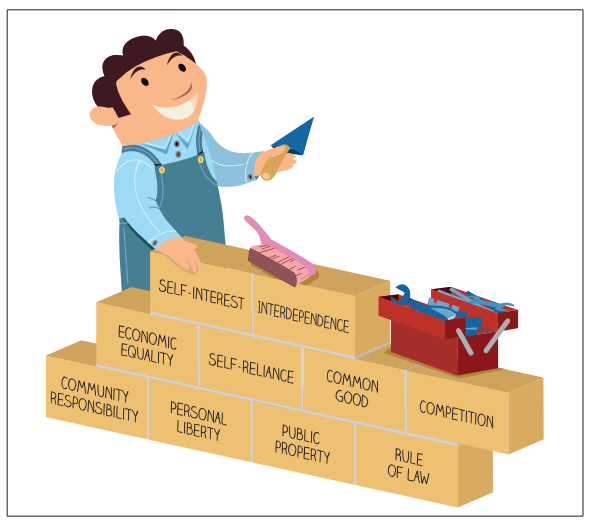 SELF-INTEREST
INTERDEPENDENCE
ECONOMIC
EQUALITY
SELF-RELIANCE
COMMON
GOOD
COMPETITION
COMMUNITY
RESPONSIBILITY
PERSONAL
LIBERTY
PUBLIC
PROPERTY
RULE
OF LAW